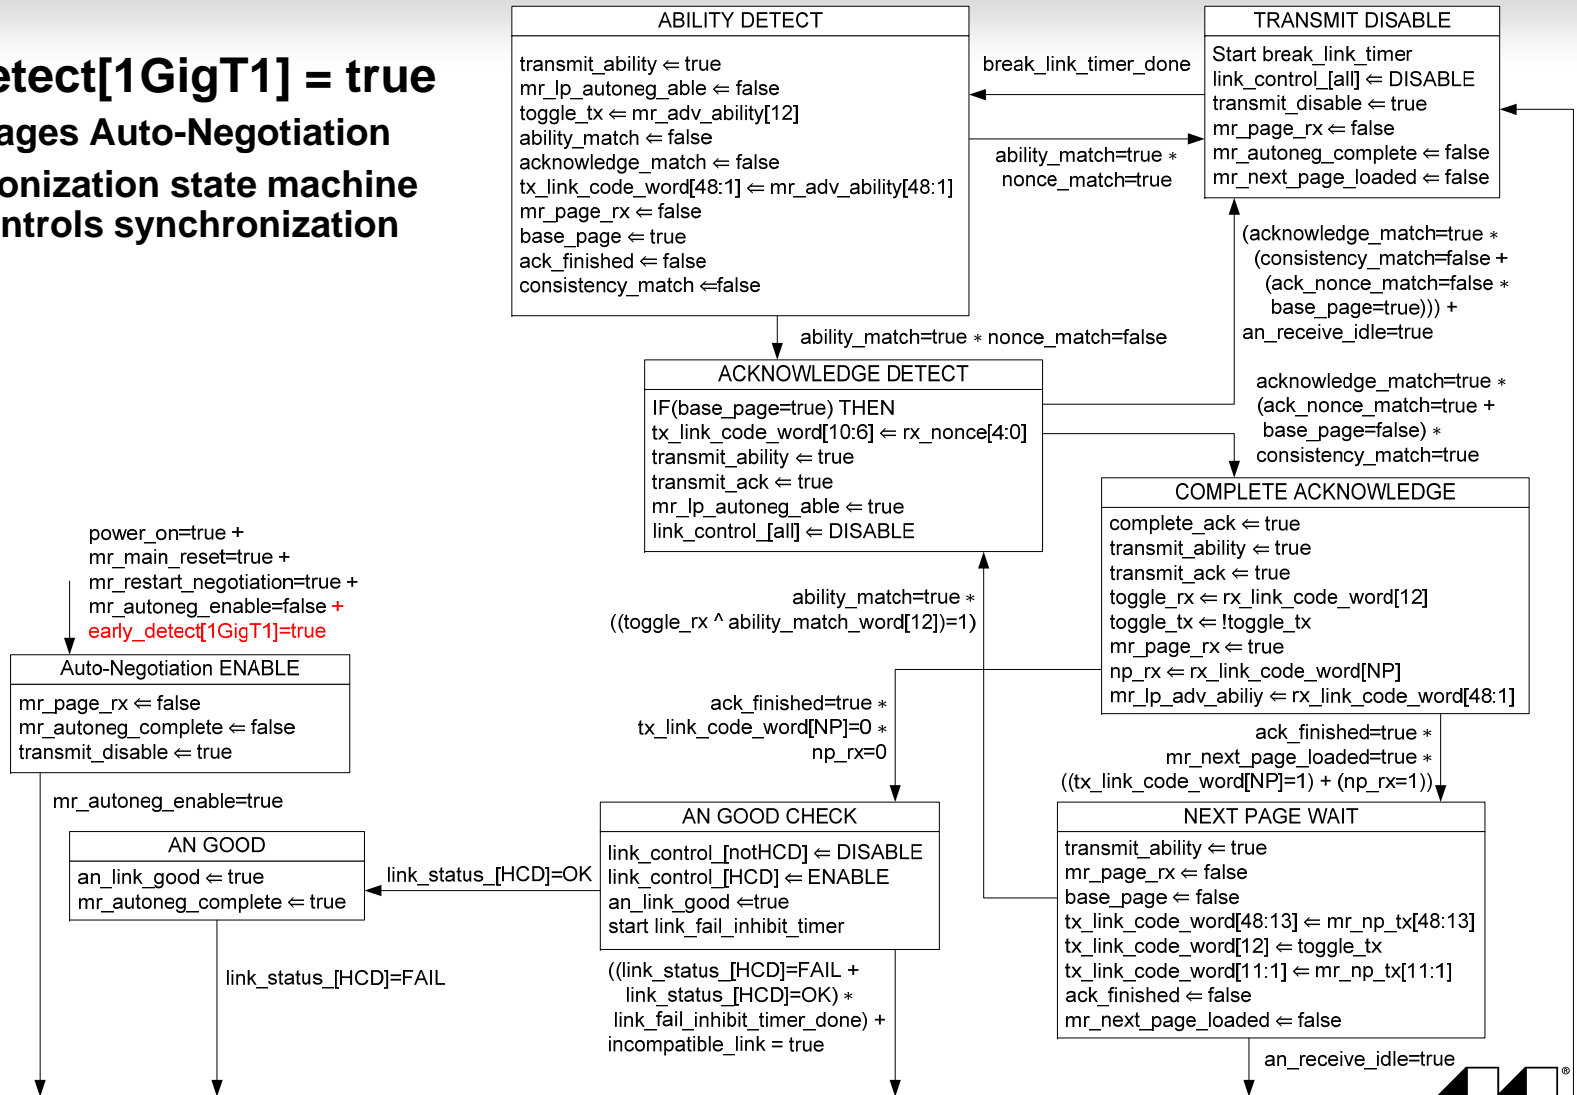 etect[1GigT1] = true
ages Auto-Negotiation
onization state machine
ntrols synchronization
ABILITY DETECT
transmit_ability ⇐ true
mr_lp_autoneg_able ⇐ false
toggle_tx ⇐ mr_adv_ability[12]
ability_match ⇐ false
acknowledge_match ⇐ false
tx_link_code_word[48:1] ⇐ mr_adv_ability[48:1]
mr_page_rx ⇐ false
base_page ⇐ true
ack_finished ⇐ false
consistency_match ⇐false
break_link_timer_done
ability_match=true *
nonce_match=true
TRANSMIT DISABLE
Start break_link_timer
link_control_[all] ⇐ DISABLE
transmit_disable ⇐ true
mr_page_rx ⇐ false
mr_autoneg_complete ⇐ false
mr_next_page_loaded ⇐ false
(acknowledge_match=true *
(consistency_match=false +
(ack_nonce_match=false *
base_page=true))) +
an_receive_idle=true
ability_match=true * nonce_match=false
ACKNOWLEDGE DETECT
IF(base_page=true) THEN
tx_link_code_word[10:6] ⇐ rx_nonce[4:0]
transmit_ability ⇐ true
transmit_ack ⇐ true
mr_lp_autoneg_able ⇐ true
link_control_[all] ⇐ DISABLE
acknowledge_match=true *
(ack_nonce_match=true +
base_page=false) *
consistency_match=true
COMPLETE ACKNOWLEDGE
complete_ack ⇐ true
transmit_ability ⇐ true
transmit_ack ⇐ true
toggle_rx ⇐ rx_link_code_word[12]
toggle_tx ⇐ !toggle_tx
mr_page_rx ⇐ true
np_rx ⇐ rx_link_code_word[NP]
mr_lp_adv_abiliy ⇐ rx_link_code_word[48:1]
power_on=true +
mr_main_reset=true +
mr_restart_negotiation=true +
mr_autoneg_enable=false +
early_detect[1GigT1]=true
ability_match=true *
((toggle_rx ^ ability_match_word[12])=1)
Auto-Negotiation ENABLE
mr_page_rx ⇐ false
mr_autoneg_complete ⇐ false
transmit_disable ⇐ true
mr_autoneg_enable=true
ack_finished=true *
tx_link_code_word[NP]=0 *
np_rx=0
ack_finished=true *
mr_next_page_loaded=true *
((tx_link_code_word[NP]=1) + (np_rx=1))
AN GOOD
an_link_good ⇐ true
mr_autoneg_complete ⇐ true
link_status_[HCD]=OK
link_status_[HCD]=FAIL
AN GOOD CHECK
link_control_[notHCD] ⇐ DISABLE
link_control_[HCD] ⇐ ENABLE
an_link_good ⇐true
start link_fail_inhibit_timer
((link_status_[HCD]=FAIL +
link_status_[HCD]=OK) *
link_fail_inhibit_timer_done) +
incompatible_link = true
NEXT PAGE WAIT
transmit_ability ⇐ true
mr_page_rx ⇐ false
base_page ⇐ false
tx_link_code_word[48:13] ⇐ mr_np_tx[48:13]
tx_link_code_word[12] ⇐ toggle_tx
tx_link_code_word[11:1] ⇐ mr_np_tx[11:1]
ack_finished ⇐ false
mr_next_page_loaded ⇐ false
an_receive_idle=true
®